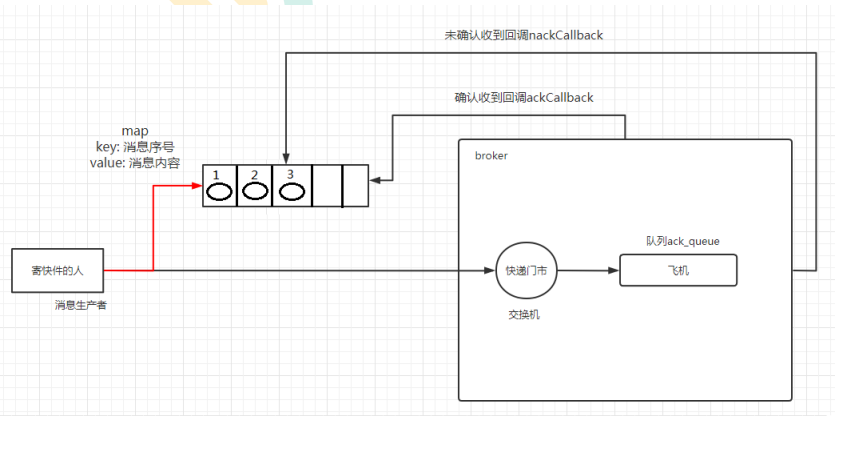 未确认收到回调nackCallback
确认收到回调ackCallback
map
key: 消息序号
value: 消息内容
1 2 3
broker
队列ack_queue
寄快件的人
快递门市
飞机
消息生产者
交换机